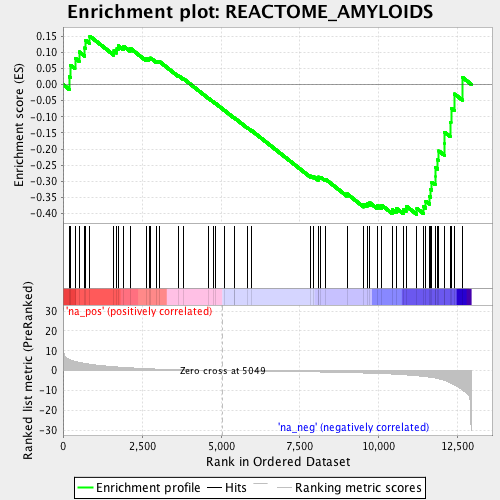 Enrichment plot: REACTOME_AMYLOIDS
Enrichment score (ES)
0.15
0.10
0.05
0.00
-0.05
-0.10
-0.15
-0.20
-0.25
-0.30
-0.35
-0.40
Ranked list metric (PreRanked)
'na_pos' (positively correlated)
30
20
10
0
-10
-20
-30
Zero cross at 5049
'na_neg' (negatively correlated)
0
2,500
5,000
7,500
10,000
12,500
Rank in Ordered Dataset
Enrichment profile
Hits
Ranking metric scores